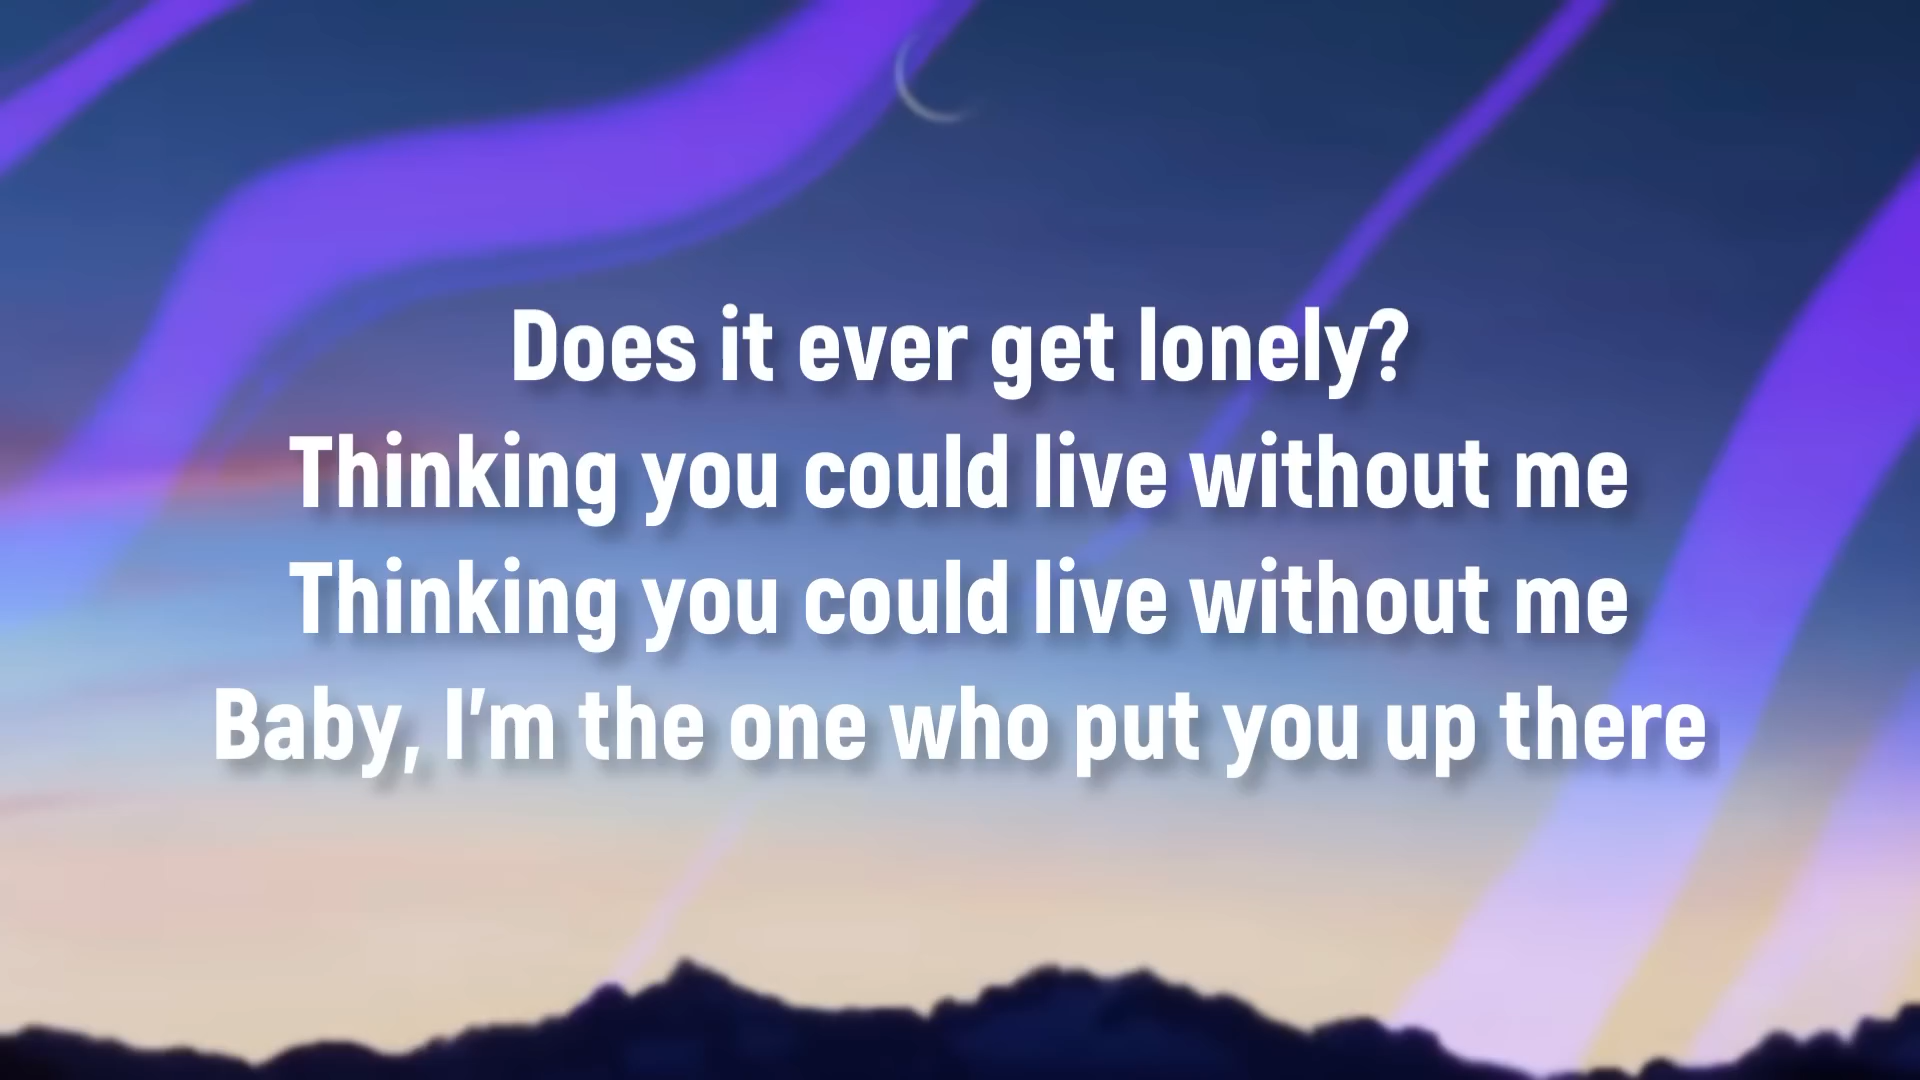 Does it ever get lonely?
Thinking you could live without me
Thinking you could live without me
Baby, I'm the one who put you up there